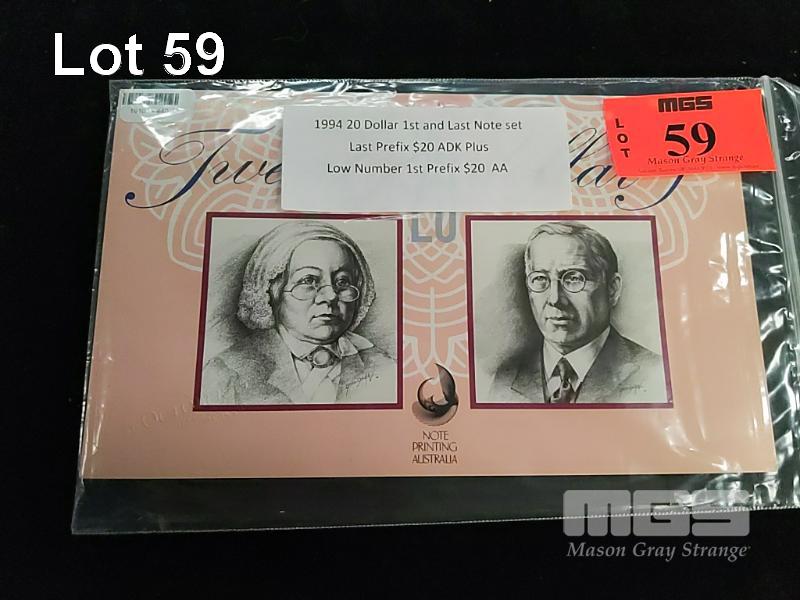 Lot 59
1994 20 Dollar 1st and Last Note set
Last Prefix $20 ADK Plus
Low Number 1st Prefix $20 AA
MGS
LOT
59
Mason Gray Strange
NOTE
PRINTING
AUSTRALIA
MGS
Mason Gray Strange